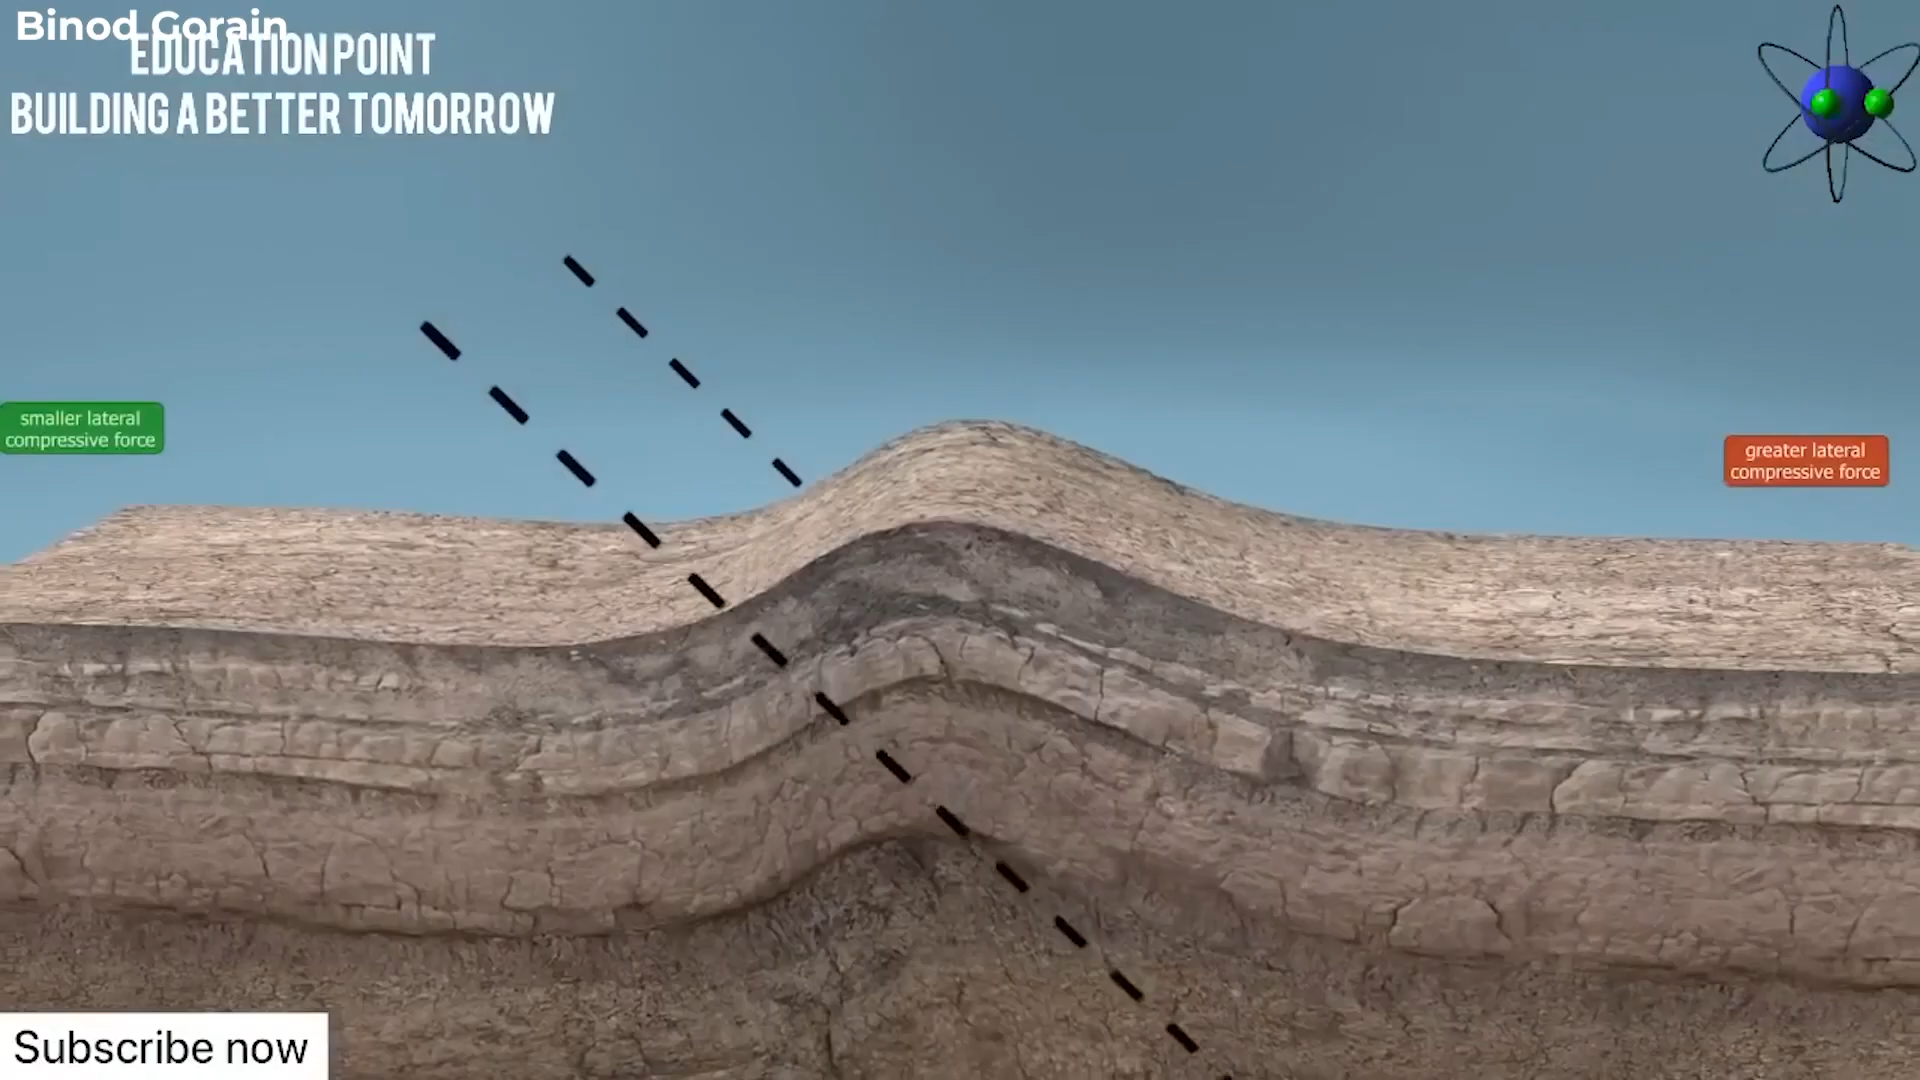 Binod Gorain
EDUCATION POINT
BUILDING A BETTER TOMORROW
smaller lateral
compressive force
greater lateral
compressive force
Subscribe now